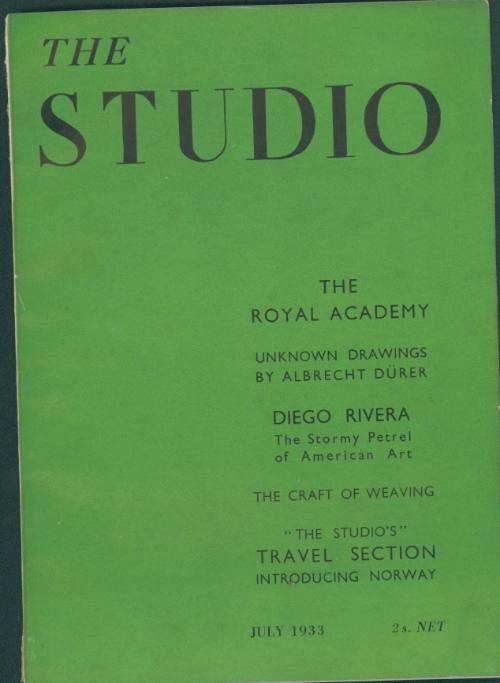 THE
STUDIO
THE
ROYAL ACADEMY
UNKNOWN DRAWINGS
BY ALBRECHT DÜRER
DIEGO RIVERA
The Stormy Petrel
of American Art
THE CRAFT OF WEAVING
"THE STUDIO'S"
TRAVEL SECTION
INTRODUCING NORWAY
JULY 1933 2s. NET